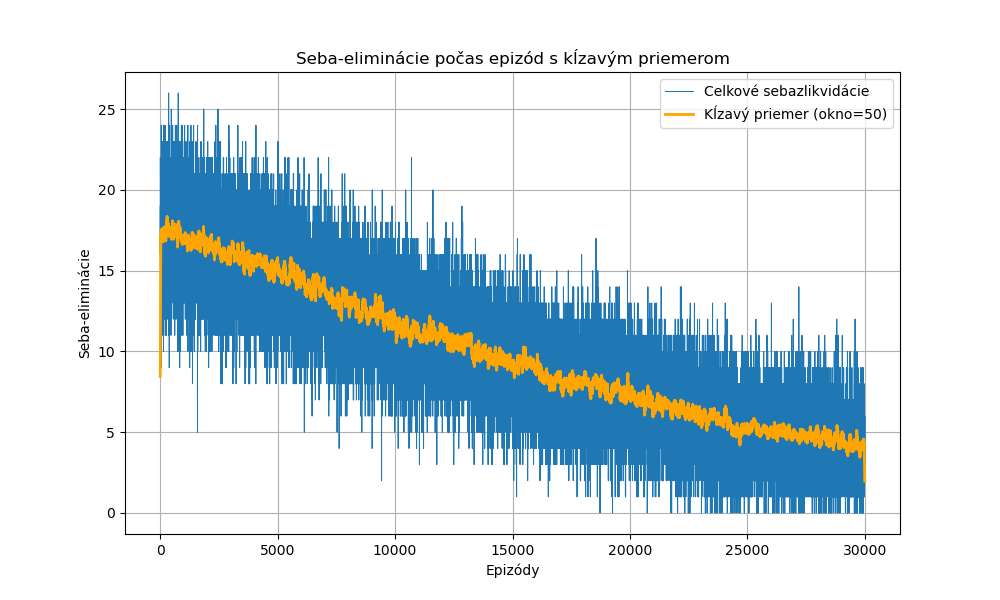 Seba-eliminácie počas epizód s kĺzavým priemerom
Celkové sebazlikvidácie
Kĺzavý priemer (okno=50)
Seba-eliminácie
25
20
15
10
5
0
0 5000 10000 15000 20000 25000 30000
Epizódy